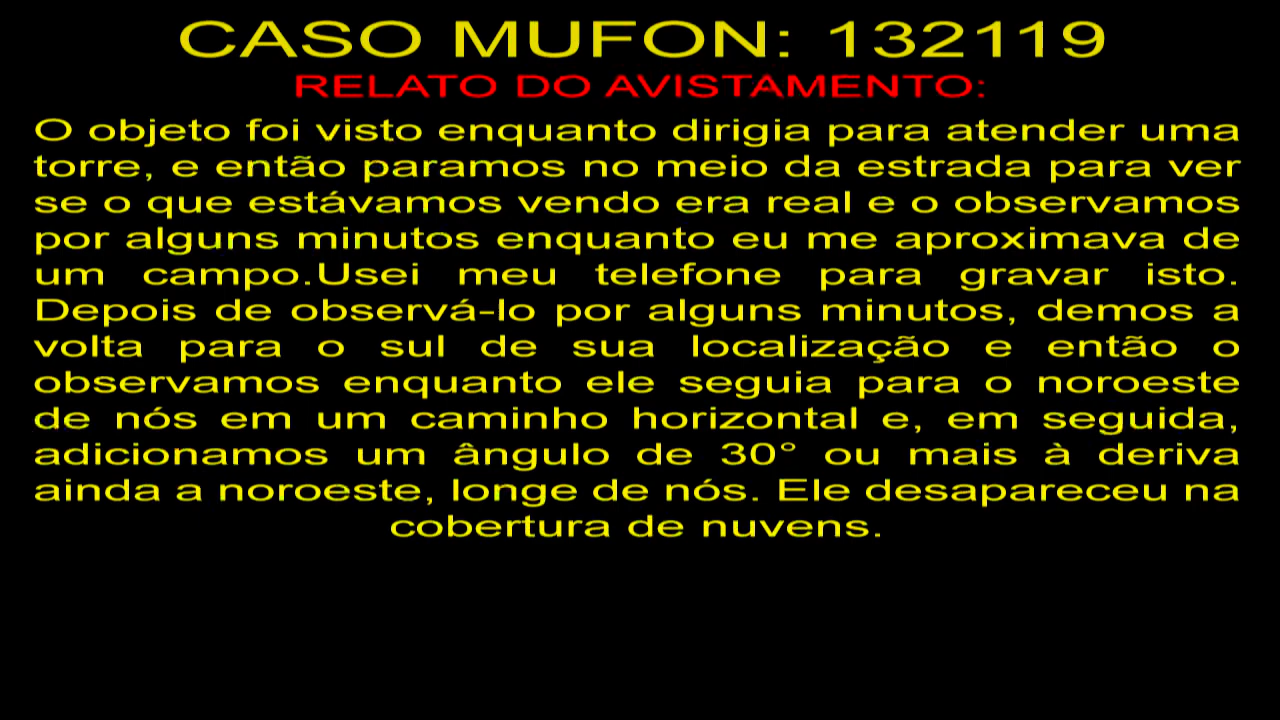 CASO MUFON: 132119
RELATO DO AVISTAMENTO:
O objeto foi visto enquanto dirigia para atender uma
torre, e então paramos no meio da estrada para ver
se o que estávamos vendo era real e o observamos
por alguns minutos enquanto eu me aproximava de
um campo.Usei meu telefone para gravar isto.
Depois de observá-lo por alguns minutos, demos a
volta para o sul de sua localização e então o
observamos enquanto ele seguia para o noroeste
de nós em um caminho horizontal e, em seguida,
adicionamos um ângulo de 30° ou mais à deriva
ainda a noroeste, longe de nós. Ele desapareceu na
cobertura de nuvens.